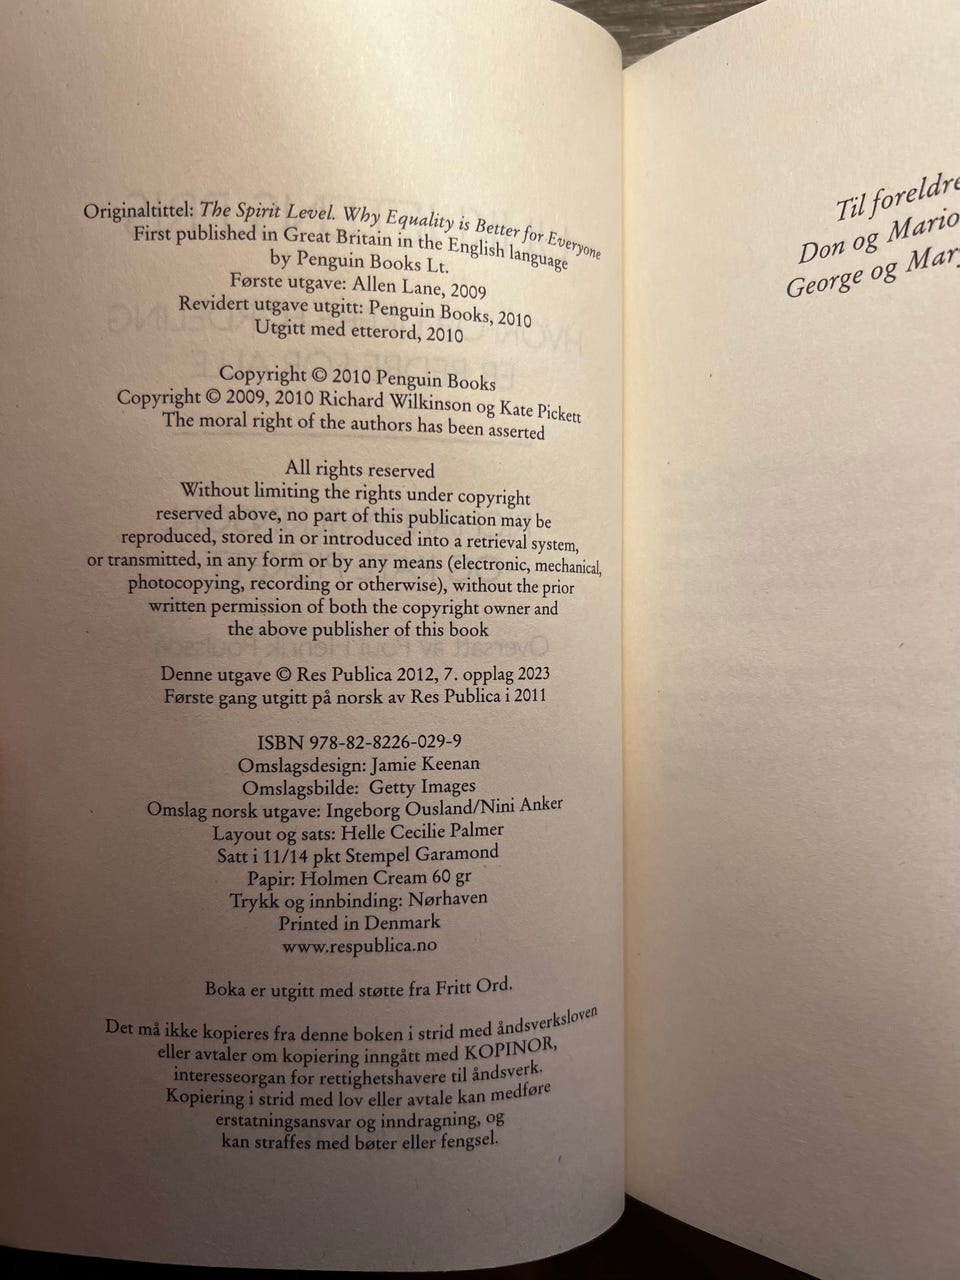 Originaltittel: The Spirit Level. Why Equality is Better for Everyone
First published in Great Britain in the English language
by Penguin Books Lt.
Første utgave: Allen Lane, 2009
Revidert utgave utgitt: Penguin Books, 2010
Utgitt med etterord, 2010
Copyright © 2010 Penguin Books
Copyright © 2009, 2010 Richard Wilkinson og Kate Pickett
The moral right of the authors has been asserted
All rights reserved
Without limiting the rights under copyright
reserved above, no part of this publication may be
reproduced, stored in or introduced into a retrieval system,
or transmitted, in any form or by any means (electronic, mechanical,
photocopying, recording or otherwise), without the prior
written permission of both the copyright owner and
the above publisher of this book
Denne utgave © Res Publica 2012, 7. opplag 2023
Første gang utgitt på norsk av Res Publica i 2011
ISBN 978-82-8226-029-9
Omslagsdesign: Jamie Keenan
Omslagsbilde: Getty Images
Omslag norsk utgave: Ingeborg Ousland/Nini Anker
Layout og sats: Helle Cecilie Palmer
Satt i 11/14 pkt Stempel Garamond
Papir: Holmen Cream 60 gr
Trykk og innbinding: Nørhaven
Printed in Denmark
www.respublica.no
Boka er utgitt med støtte fra Fritt Ord.
Det må ikke kopieres fra denne boken i strid med åndsverksloven
eller avtaler om kopiering inngått med KOPINOR,
interesseorgan for rettighetshavere til åndsverk.
Kopiering i strid med lov eller avtale kan medføre
erstatningsansvar og inndragning, og
kan straffes med bøter eller fengsel.
Til foreldre
Don og Mario
George og Mary